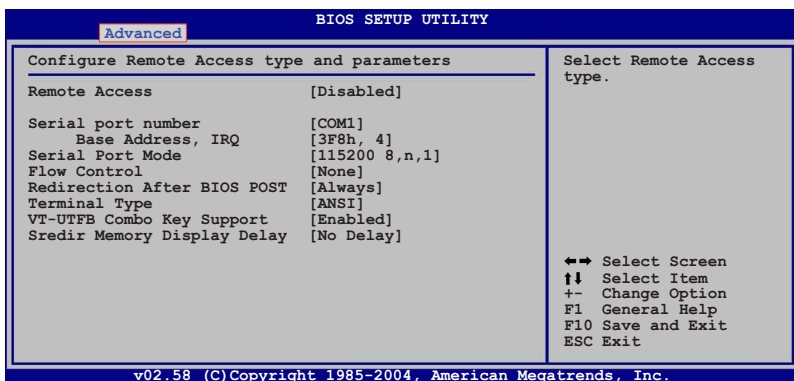 BIOS SETUP UTILITY
Advanced
Configure Remote Access type and parameters
Remote Access [Disabled]
Serial port number [COM1]
Base Address, IRQ [3F8h, 4]
Serial Port Mode [115200 8,n,1]
Flow Control [None]
Redirection After BIOS POST [Always]
Terminal Type [ANSI]
VT-UTFB Combo Key Support [Enabled]
Sredir Memory Display Delay [No Delay]
Select Remote Access
type.
←→ Select Screen
↑↓ Select Item
+- Change Option
F1 General Help
F10 Save and Exit
ESC Exit
v02.58 (C)Copyright 1985-2004, American Megatrends, Inc.